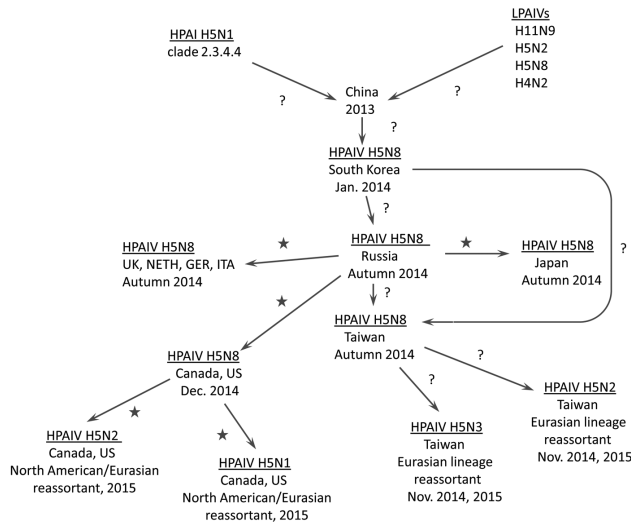 HPAI H5N1
clade 2.3.4.4
LPAIVs
H11N9
H5N2
H5N8
H4N2
?
?
China
2013
?
HPAIV H5N8
South Korea
Jan. 2014
?
?
HPAIV H5N8
UK, NETH, GER, ITA
Autumn 2014
HPAIV H5N8
Russia
Autumn 2014
HPAIV H5N8
Japan
Autumn 2014
?
HPAIV H5N8
Taiwan
Autumn 2014
HPAIV H5N8
Canada, US
Dec. 2014
?
?
HPAIV H5N2
Canada, US
North American/Eurasian
reassortant, 2015
HPAIV H5N1
Canada, US
North American/Eurasian
reassortant, 2015
HPAIV H5N3
Taiwan
Eurasian lineage
reassortant
Nov. 2014, 2015
HPAIV H5N2
Taiwan
Eurasian lineage
reassortant
Nov. 2014, 2015